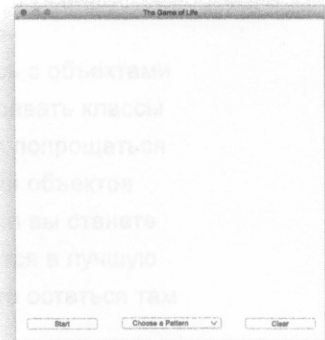 The Game of Life
с объектами
классы
попрощаться
объектов
вы станете
в лучшую
остаться там
Start Choose a Pattern Clear